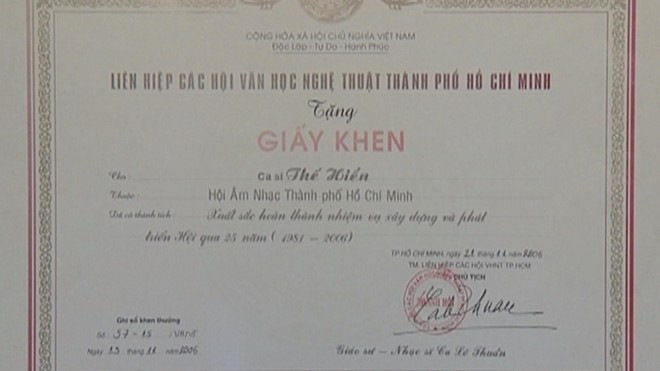 CỘNG HÒA XÃ HỘI CHỦ NGHĨA VIỆT NAM
Độc Lập - Tự Do - Hạnh Phúc
LIÊN HIỆP CÁC HỘI VĂN HỌC NGHỆ THUẬT THÀNH PHỐ HỒ CHÍ MINH
Tặng
GIẤY KHEN
Cho Ca sĩ Thế Hiển
Thuộc Hội Âm Nhạc Thành phố Hồ Chí Minh
Đã có thành tích: Xuất sắc hoàn thành nhiệm vụ xây dựng và phát
triển Hội qua 25 năm ( 1981 - 2006)
TP.HỒ CHÍ MINH, ngày 21 tháng 11 năm 2006
TM. LIÊN HIỆP CÁC HỘI VHNT TP.HCM
CHỦ TỊCH
Ghi sổ khen thưởng
Số: 57-15
Ngày 15 tháng 11 năm 2006
Giáo sư - Nhạc sĩ Ca Lê Thuần